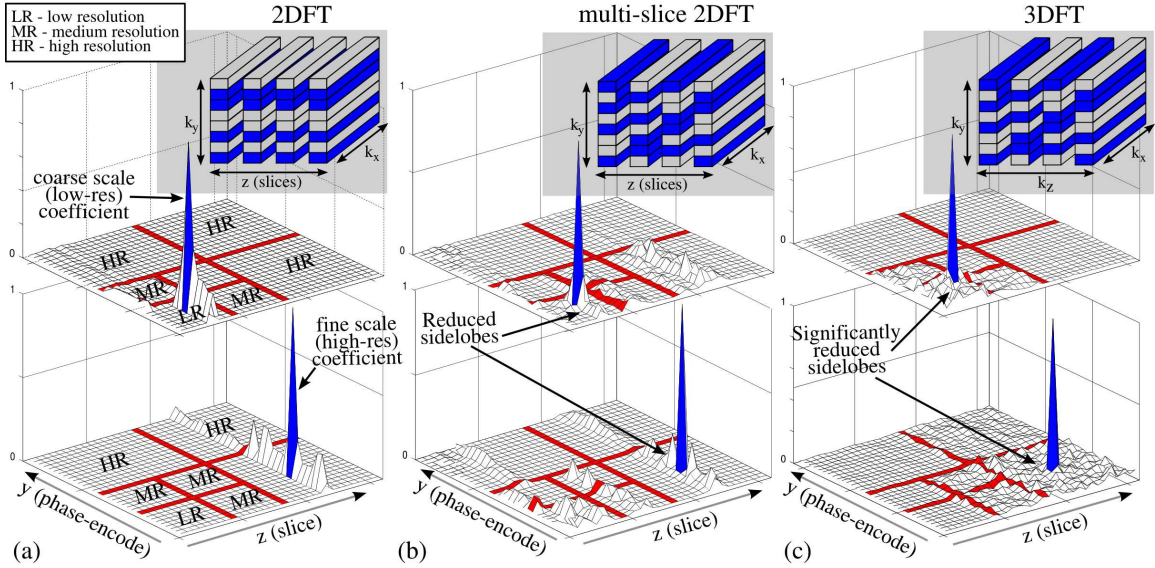 LR - low resolution
MR - medium resolution
HR - high resolution
2DFT
multi-slice 2DFT
3DFT
1
k_y
z (slices)
k_x
coarse scale
(low-res)
coefficient
HR
HR
HR
MR
MR
LR
0
1
fine scale
(high-res)
coefficient
HR
HR
MR
MR
MR
LR
0
y (phase-encode)
z (slice)
(a)
1
k_y
z (slices)
k_x
0
1
Reduced
sidelobes
0
y (phase-encode)
z (slice)
(b)
1
k_y
k_z
k_x
0
1
Significantly
reduced
sidelobes
0
y (phase-encode)
z (slice)
(c)